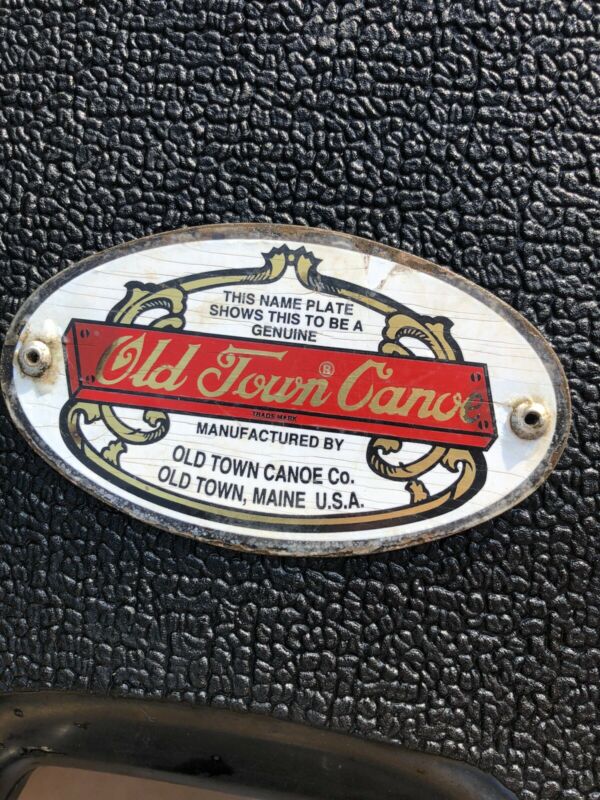 THIS NAME PLATE
SHOWS THIS TO BE A
GENUINE
Old Town® Canoe
TRADE MARK
MANUFACTURED BY
OLD TOWN CANOE Co.
OLD TOWN, MAINE U.S.A.